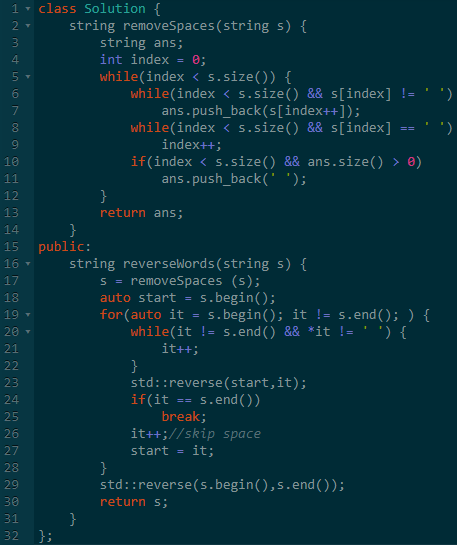 1 class Solution {
2     string removeSpaces(string s) {
3         string ans;
4         int index = 0;
5         while(index < s.size()) {
6             while(index < s.size() && s[index] != ' ')
7                 ans.push_back(s[index++]);
8             while(index < s.size() && s[index] == ' ')
9                 index++;
10             if(index < s.size() && ans.size() > 0)
11                 ans.push_back(' ');
12         }
13         return ans;
14     }
15 public:
16     string reverseWords(string s) {
17         s = removeSpaces (s);
18         auto start = s.begin();
19         for(auto it = s.begin(); it != s.end(); ) {
20             while(it != s.end() && *it != ' ') {
21                 it++;
22             }
23             std::reverse(start,it);
24             if(it == s.end())
25                 break;
26             it++;//skip space
27             start = it;
28         }
29         std::reverse(s.begin(),s.end());
30         return s;
31     }
32 };